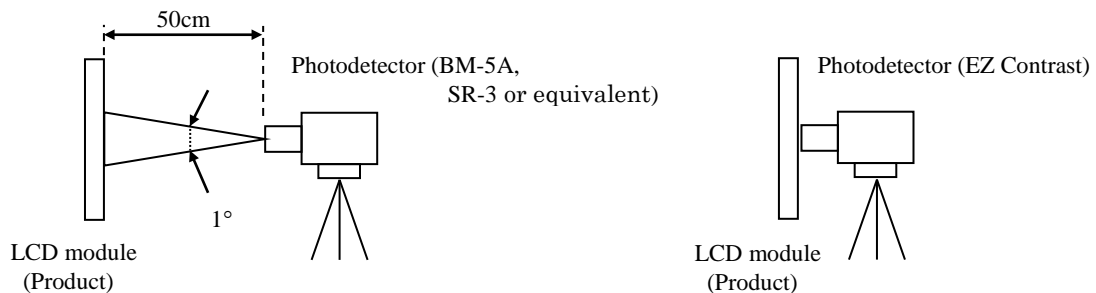 50cm
Photodetector (BM-5A,
SR-3 or equivalent)
1°
LCD module
(Product)
Photodetector (EZ Contrast)
LCD module
(Product)